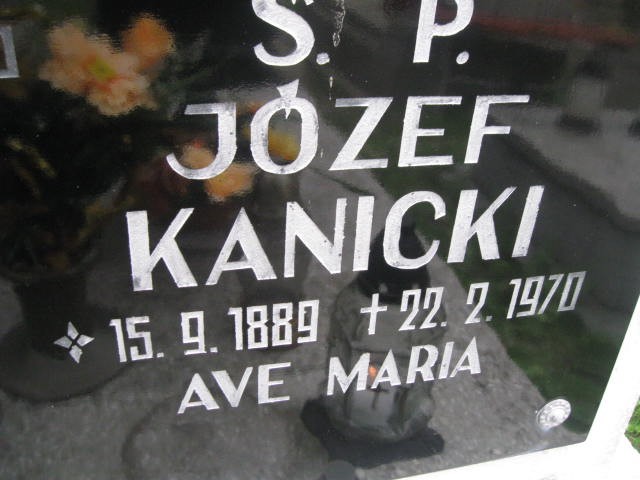 Ś. P.
JÓZEF
KANICKI
15. 9. 1889 ✝ 22. 2. 1970
AVE MARIA